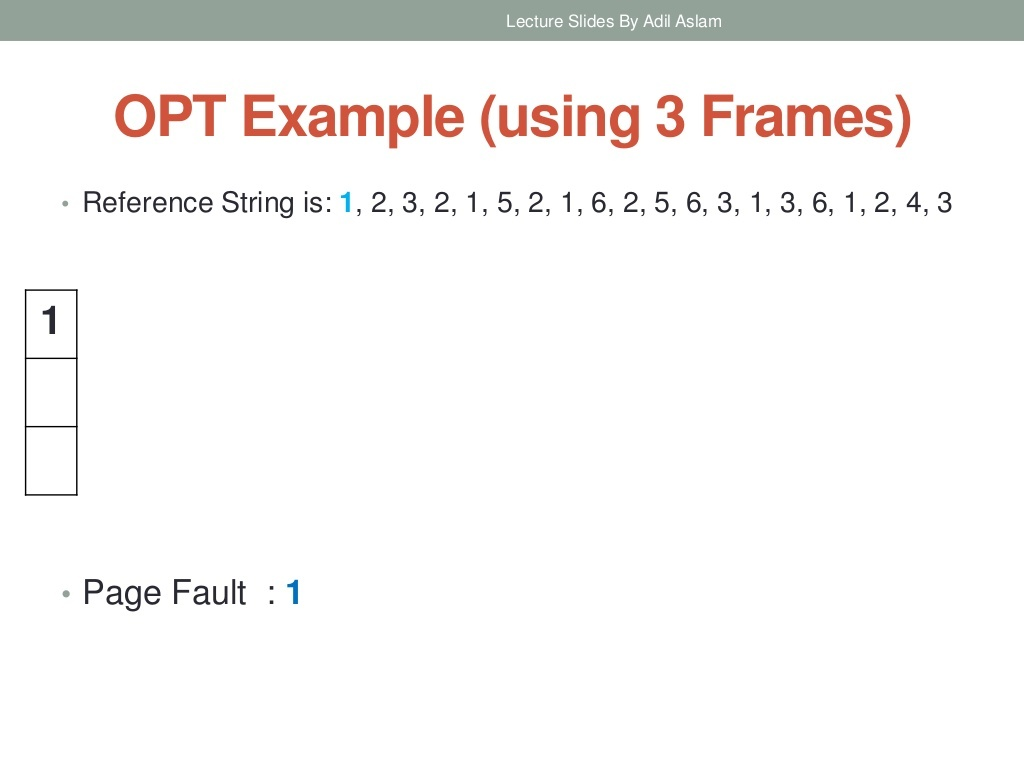 Lecture Slides By Adil Aslam
OPT Example (using 3 Frames)
• Reference String is: 1, 2, 3, 2, 1, 5, 2, 1, 6, 2, 5, 6, 3, 1, 3, 6, 1, 2, 4, 3
1
• Page Fault : 1